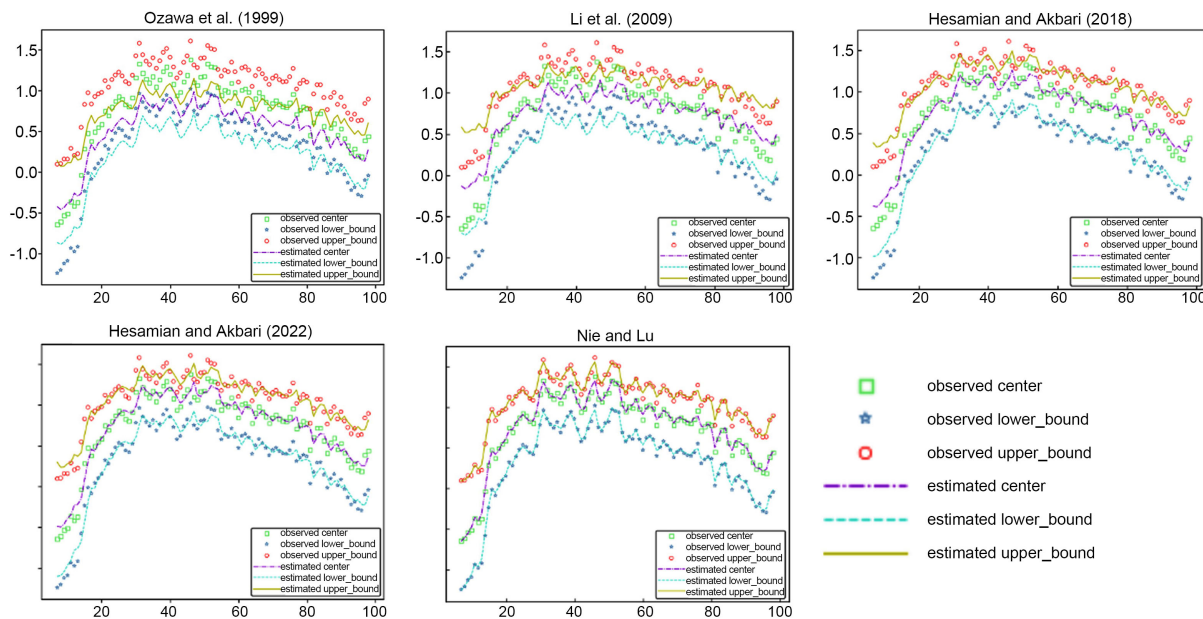 Ozawa et al. (1999)
1.5
1.0
0.5
0.0
-0.5
-1.0
20 40 60 80 100
observed center
observed lower_bound
observed upper_bound
estimated center
estimated lower_bound
estimated upper_bound
Li et al. (2009)
1.5
1.0
0.5
0.0
-0.5
-1.0
20 40 60 80 100
observed center
observed lower_bound
observed upper_bound
estimated center
estimated lower_bound
estimated upper_bound
Hesamian and Akbari (2018)
1.5
1.0
0.5
0.0
-0.5
-1.0
20 40 60 80 100
observed center
observed lower_bound
observed upper_bound
estimated center
estimated lower_bound
estimated upper_bound
Hesamian and Akbari (2022)
20 40 60 80 100
observed center
observed lower_bound
observed upper_bound
estimated center
estimated lower_bound
estimated upper_bound
Nie and Lu
20 40 60 80 100
observed center
observed lower_bound
observed upper_bound
estimated center
estimated lower_bound
estimated upper_bound
observed center
observed lower_bound
observed upper_bound
estimated center
estimated lower_bound
estimated upper_bound